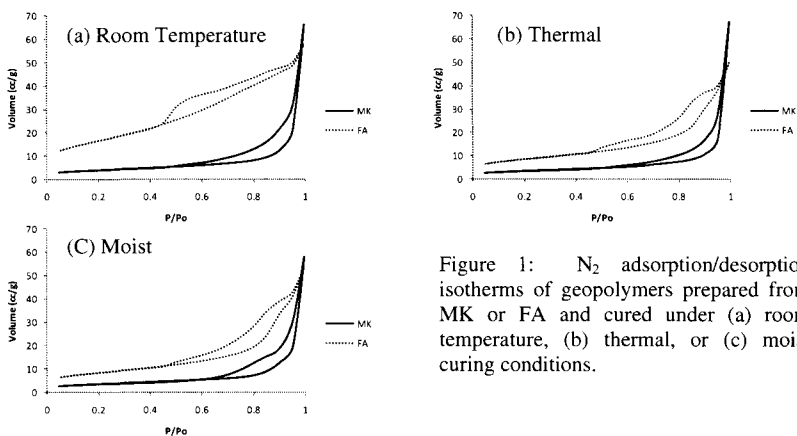 (a) Room Temperature
70
60
50
40
30
20
10
0
Volume (cc/g)
0 0.2 0.4 0.6 0.8 1
P/Po
MK
FA
(b) Thermal
70
60
50
40
30
20
10
0
Volume (cc/g)
0 0.2 0.4 0.6 0.8 1
P/Po
MK
FA
(C) Moist
70
60
50
40
30
20
10
0
Volume (cc/g)
0 0.2 0.4 0.6 0.8 1
P/Po
MK
FA
Figure 1: N₂ adsorption/desorptio
isotherms of geopolymers prepared fro
MK or FA and cured under (a) roor
temperature, (b) thermal, or (c) moi
curing conditions.